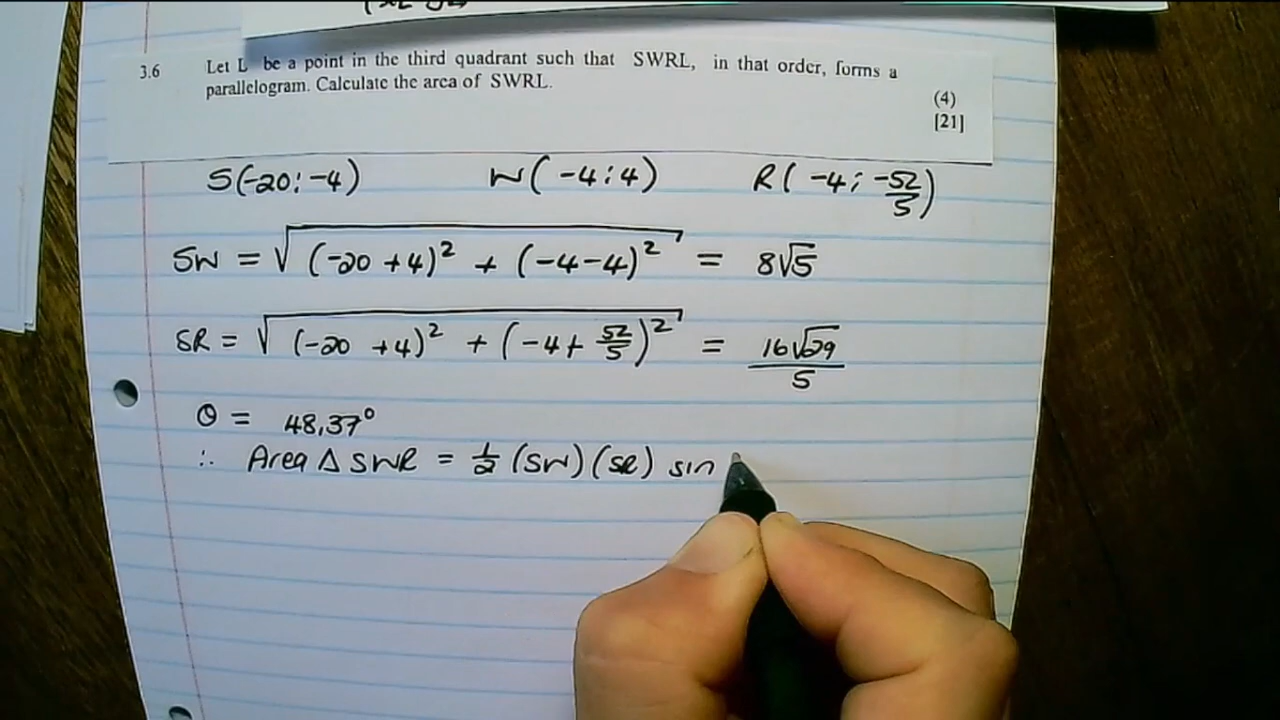 3.6 Let L be a point in the third quadrant such that SWRL, in that order, forms a
parallelogram. Calculate the area of SWRL.
(4)
[21]
S(-20;-4) W(-4;4) R(-4;-52/5)
SW = √(-20+4)² + (-4-4)² = 8√5
SR = √(-20+4)² + (-4+52/5)² = 16√29/5
θ = 48,37°
∴ Area Δ SWR = 1/2 (SW)(SR) sin